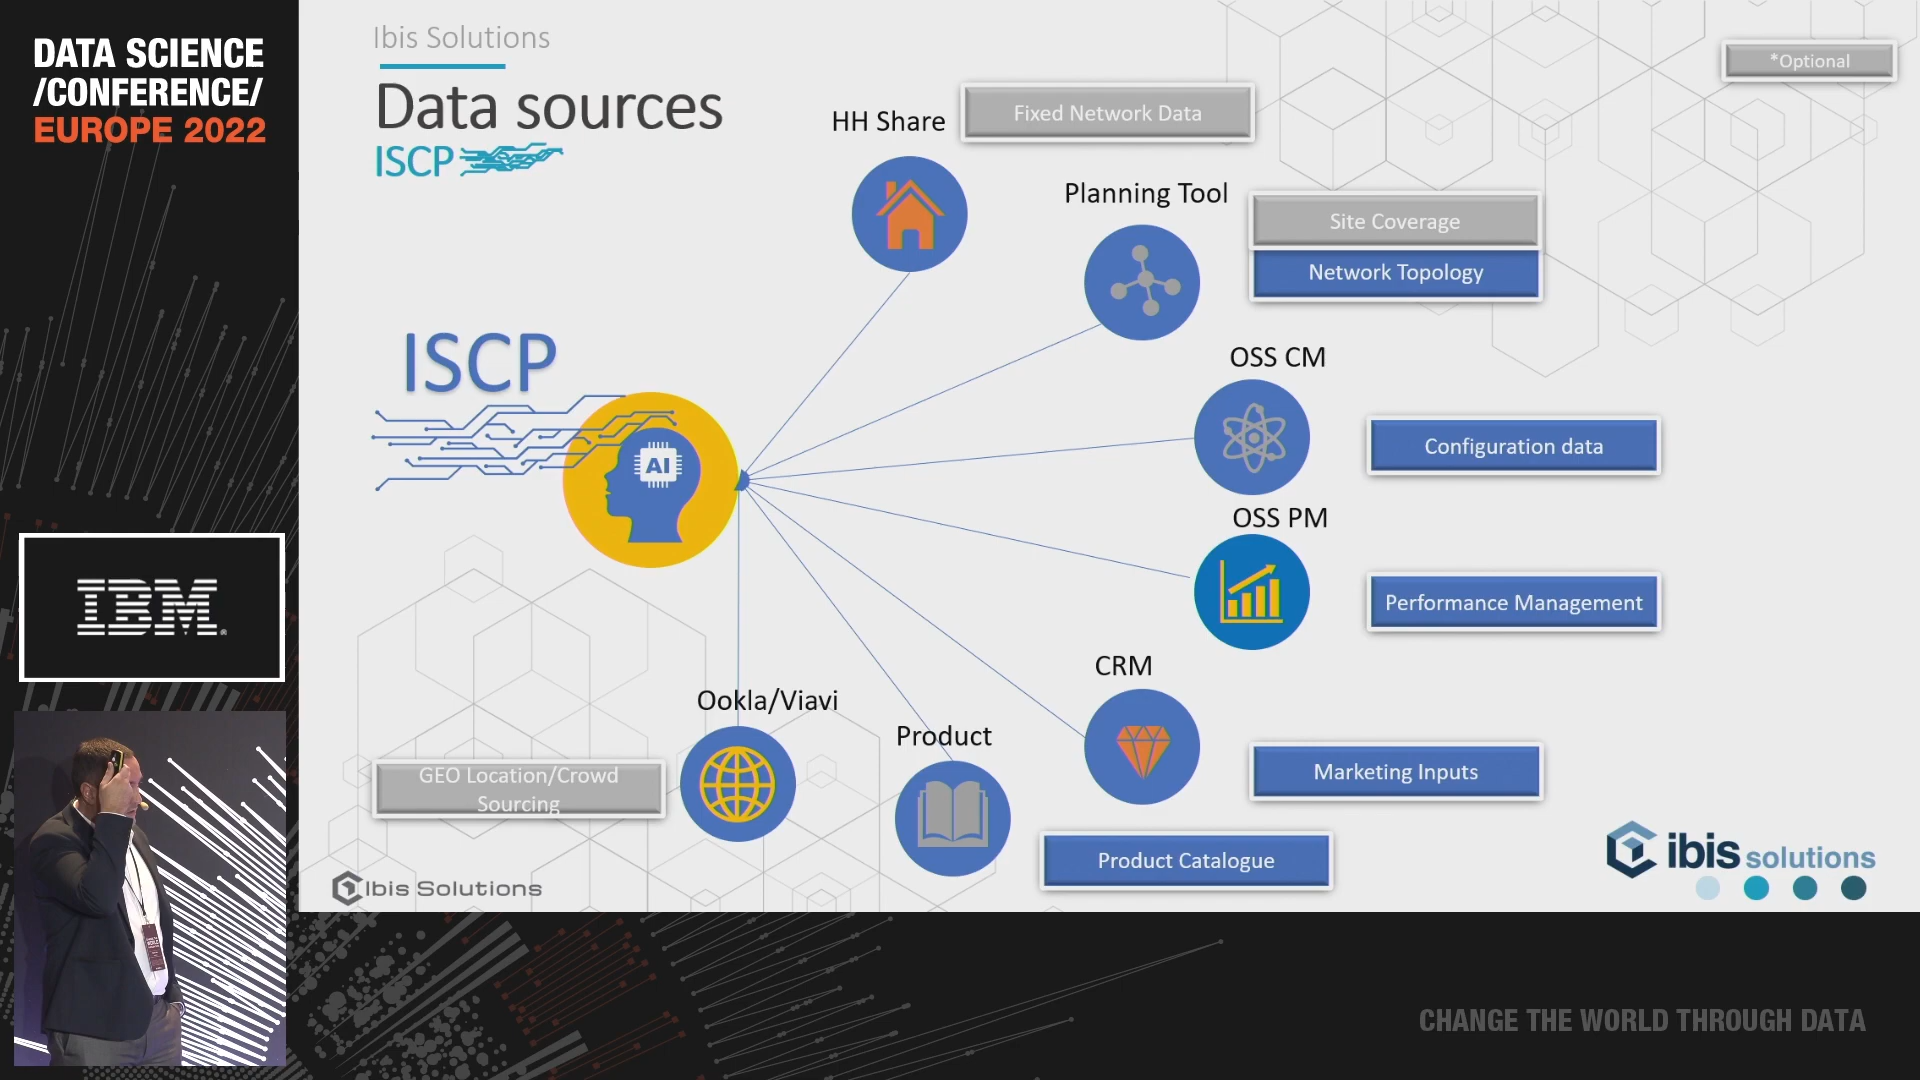 DATA SCIENCE
/CONFERENCE/
EUROPE 2022
IBM
Ibis Solutions
Data sources
ISCP
*Optional
HH Share
Fixed Network Data
Planning Tool
Site Coverage
Network Topology
ISCP
AI
OSS CM
Configuration data
OSS PM
Performance Management
CRM
Marketing Inputs
Ookla/Viavi
GEO Location/Crowd
Sourcing
Product
Product Catalogue
Ibis Solutions
ibis solutions
CHANGE THE WORLD THROUGH DATA